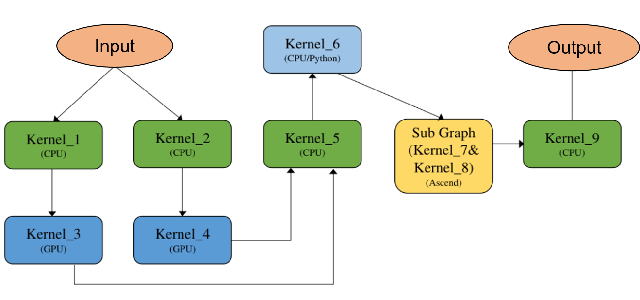 Input
Kernel_6
(CPU/Python)
Output
Kernel_1
(CPU)
Kernel_2
(CPU)
Kernel_5
(CPU)
Sub Graph
(Kernel_7&
Kernel_8)
(Ascend)
Kernel_9
(CPU)
Kernel_3
(GPU)
Kernel_4
(GPU)